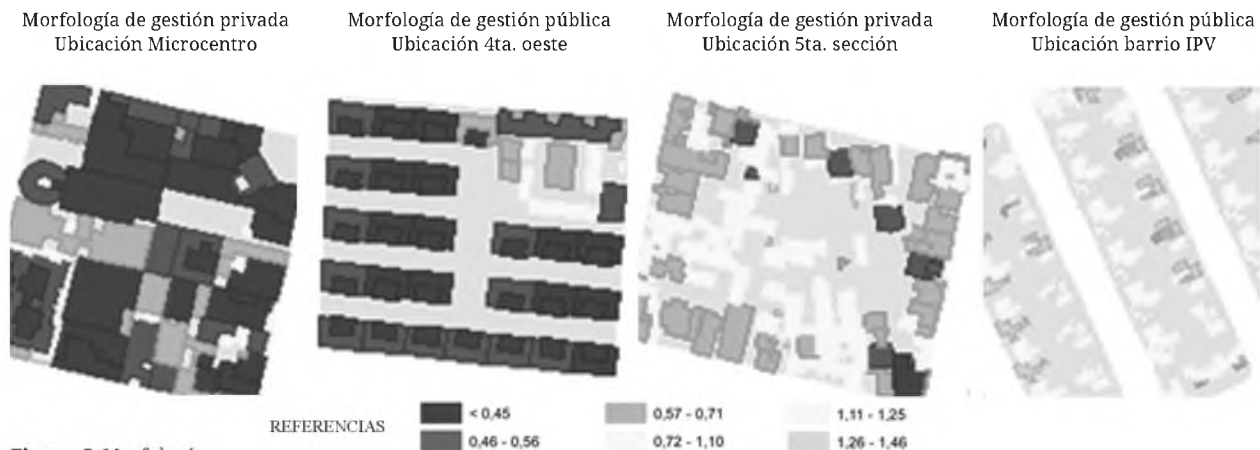 Morfología de gestión privada
Ubicación Microcentro
Morfología de gestión pública
Ubicación 4ta. oeste
Morfología de gestión privada
Ubicación 5ta. sección
Morfología de gestión pública
Ubicación barrio IPV
REFERENCIAS
< 0,45
0,46 - 0,56
0,57 - 0,71
0,72 - 1,10
1,11 - 1,25
1,26 - 1,46